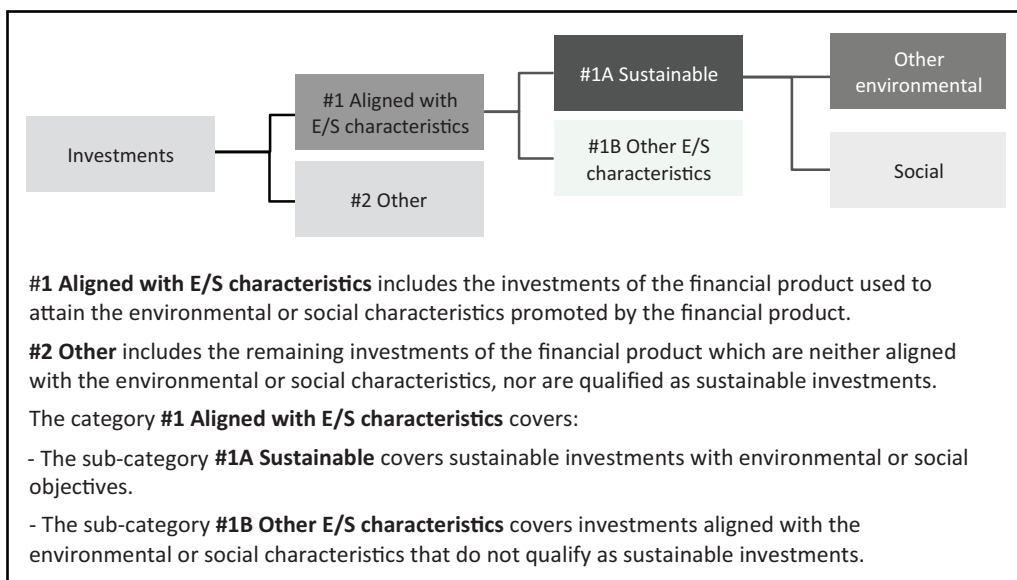 Investments
#1 Aligned with
E/S characteristics
#2 Other
#1A Sustainable
#1B Other E/S
characteristics
Other
environmental
Social
#1 Aligned with E/S characteristics includes the investments of the financial product used to
attain the environmental or social characteristics promoted by the financial product.
#2 Other includes the remaining investments of the financial product which are neither aligned
with the environmental or social characteristics, nor are qualified as sustainable investments.
The category #1 Aligned with E/S characteristics covers:
- The sub-category #1A Sustainable covers sustainable investments with environmental or social
objectives.
- The sub-category #1B Other E/S characteristics covers investments aligned with the
environmental or social characteristics that do not qualify as sustainable investments.